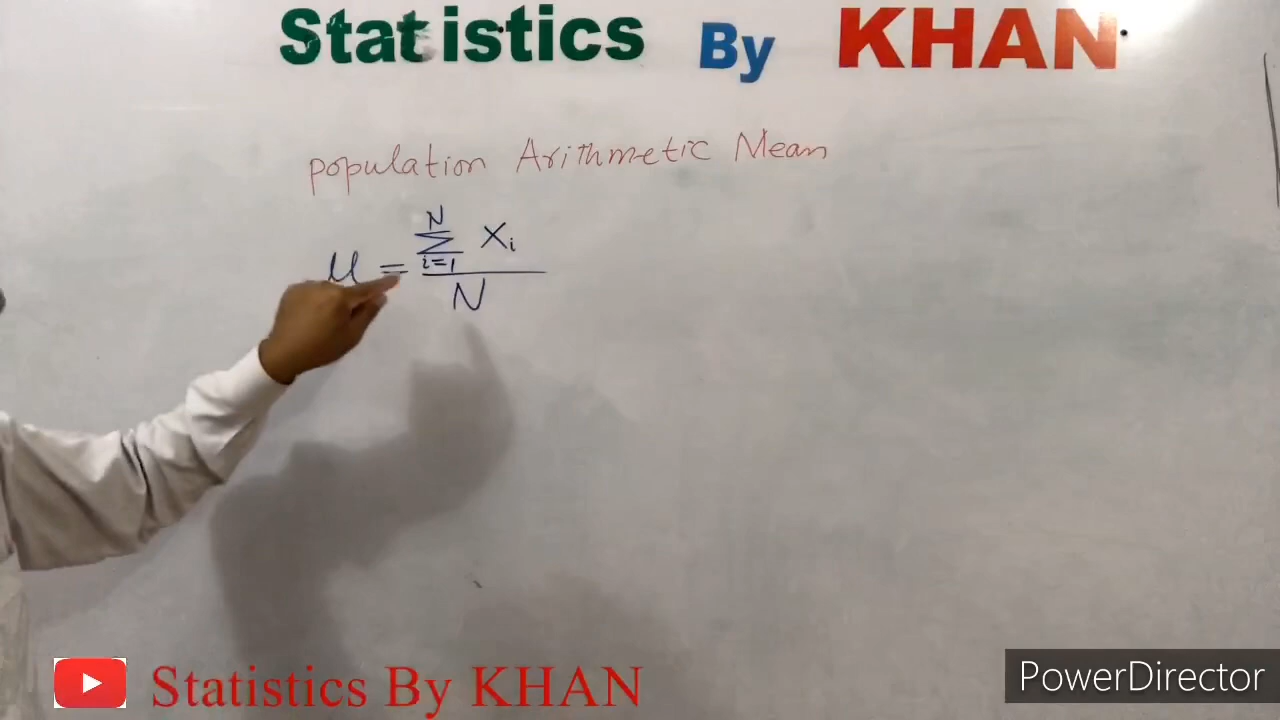 Statistics By KHAN
Population Arithmetic Mean
N
μ = Σ Xi
i=1
N
Statistics By KHAN
PowerDirector